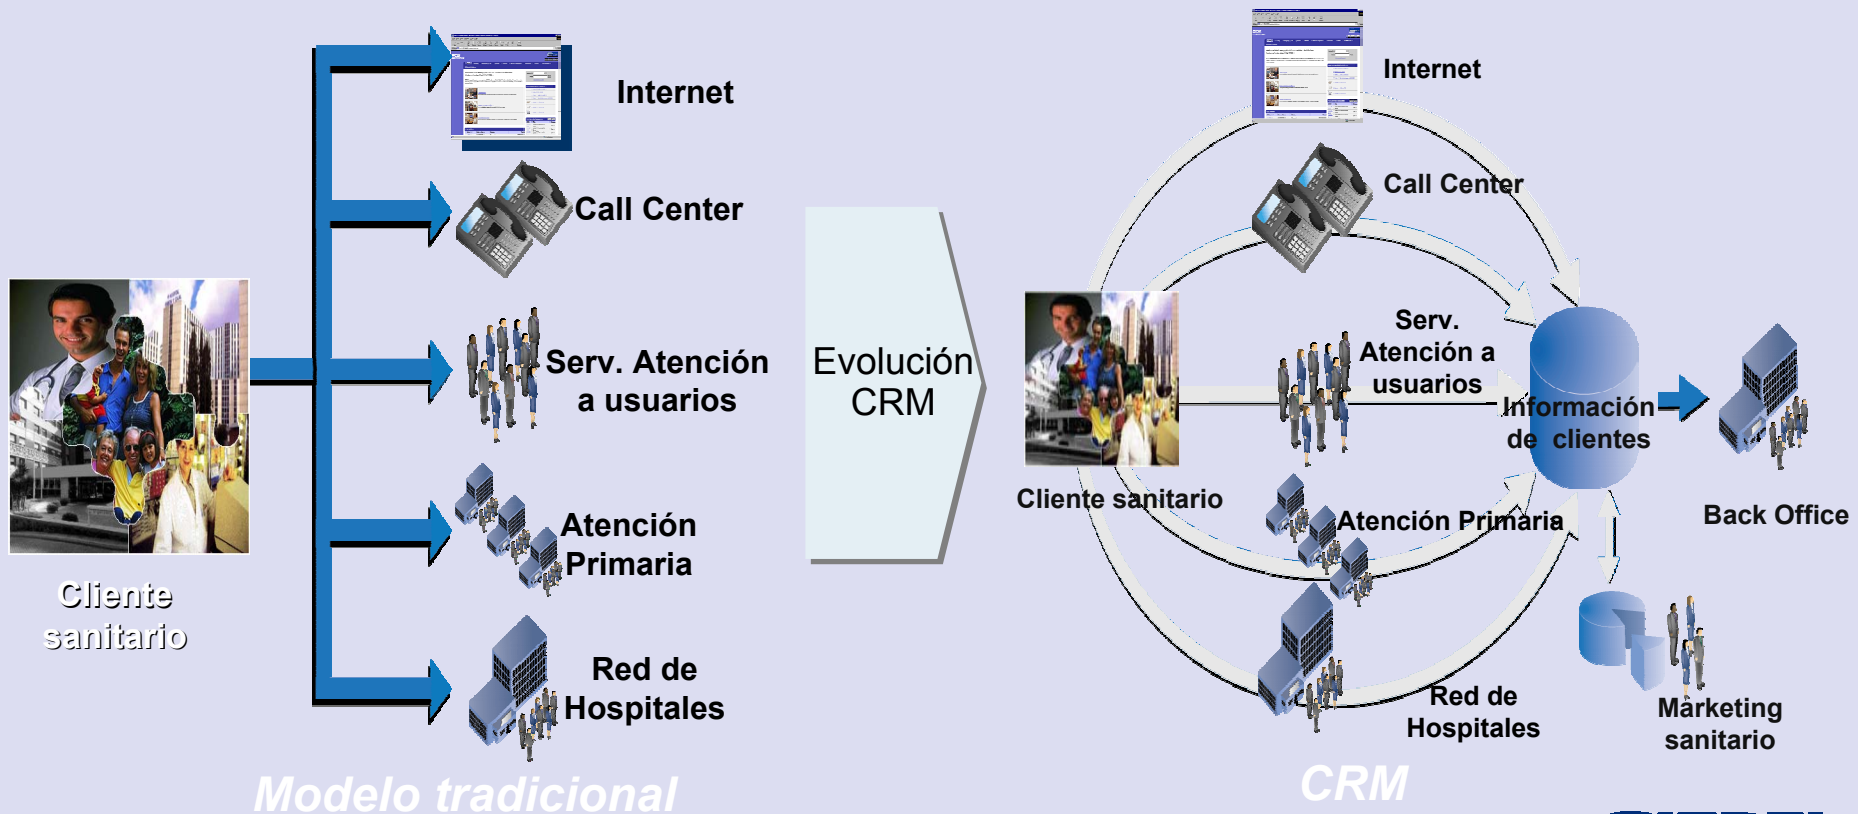 Internet
Call Center
Serv. Atención
a usuarios
Atención
Primaria
Red de
Hospitales
Cliente
sanitario
Modelo tradicional
Evolución
CRM
Internet
Call Center
Serv.
Atención a
usuarios
Información
de clientes
Cliente sanitario
Atención Primaria
Back Office
Red de
Hospitales
Marketing
sanitario
CRM